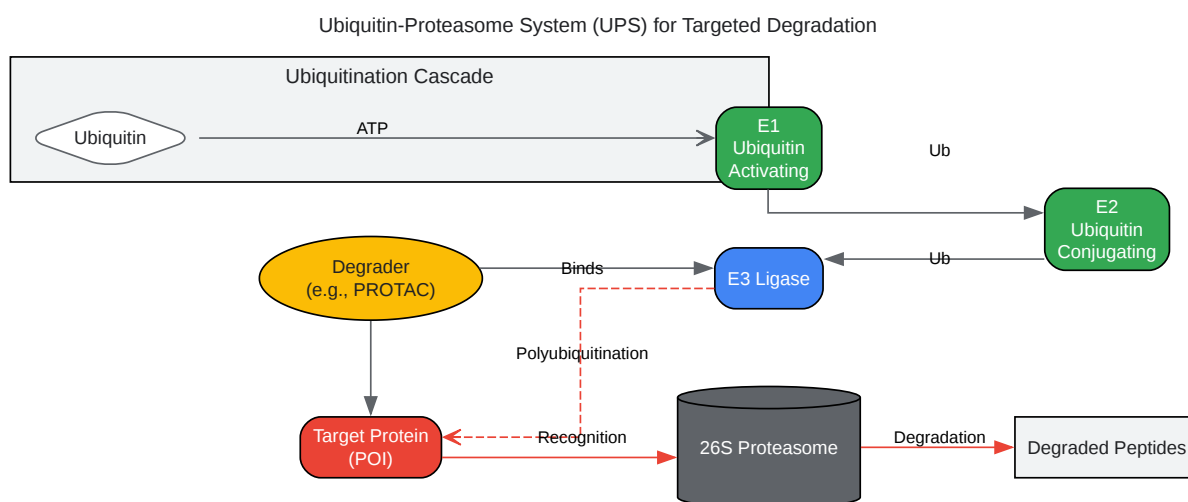 Ubiquitin-Proteasome System (UPS) for Targeted Degradation
Ubiquitination Cascade
Ubiquitin
ATP
E1
Ubiquitin
Activating
Ub
E2
Ubiquitin
Conjugating
Degrader
(e.g., PROTAC)
Binds
E3 Ligase
Ub
Polyubiquitination
Target Protein
(POI)
Recognition
26S Proteasome
Degradation
Degraded Peptides